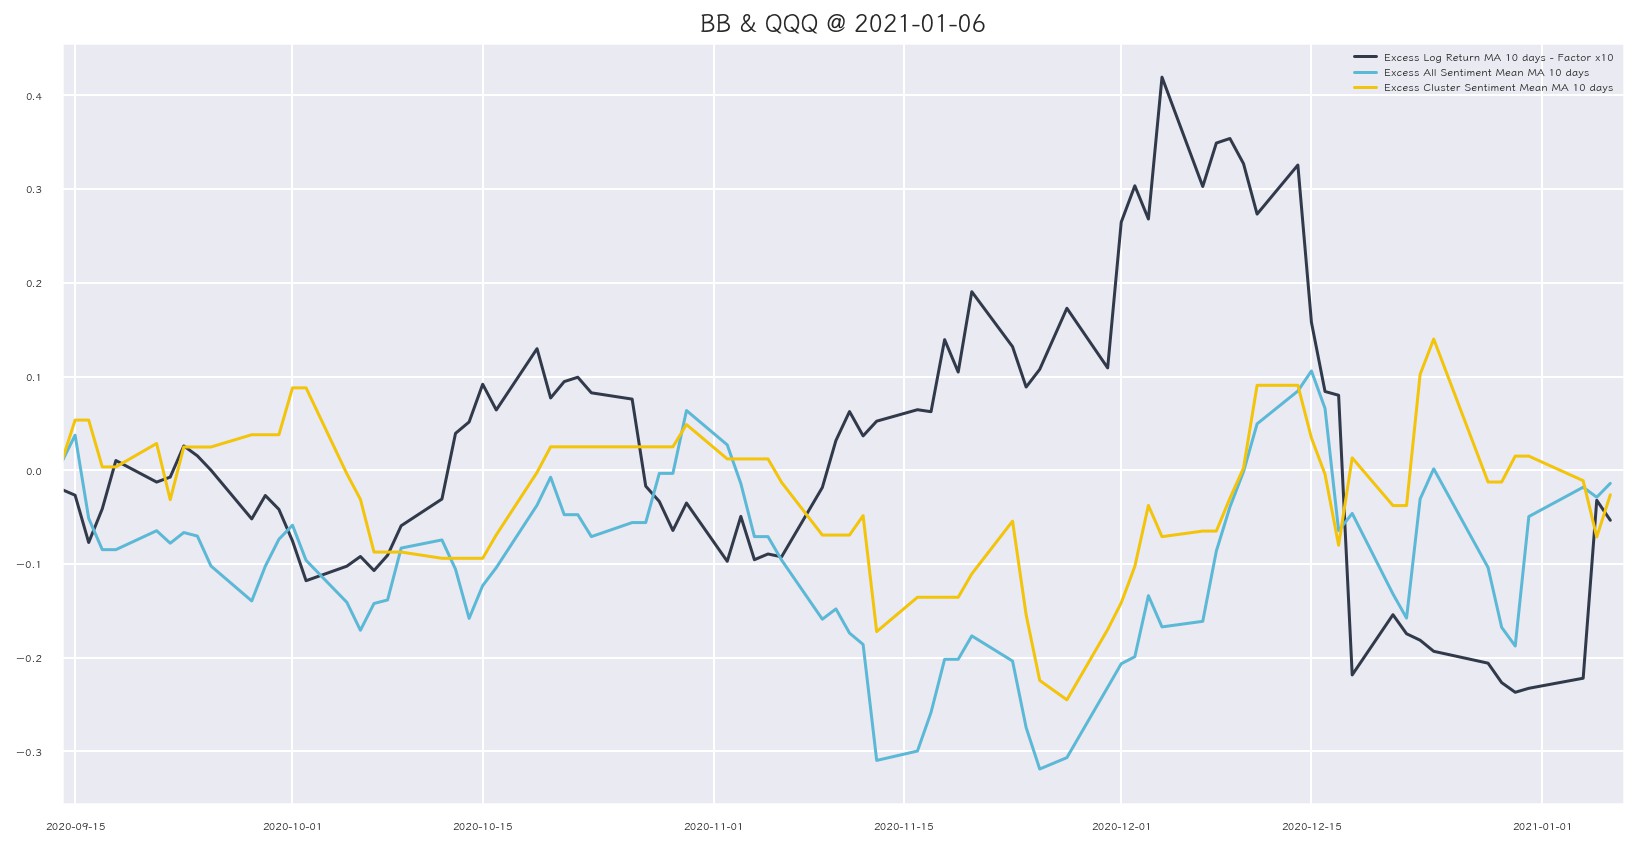 BB & QQQ @ 2021-01-06
Excess Log Return MA 10 days - Factor x10
Excess All Sentiment Mean MA 10 days
Excess Cluster Sentiment Mean MA 10 days
0.4
0.3
0.2
0.1
0.0
−0.1
−0.2
−0.3
2020-09-15 2020-10-01 2020-10-15 2020-11-01 2020-11-15 2020-12-01 2020-12-15 2021-01-01